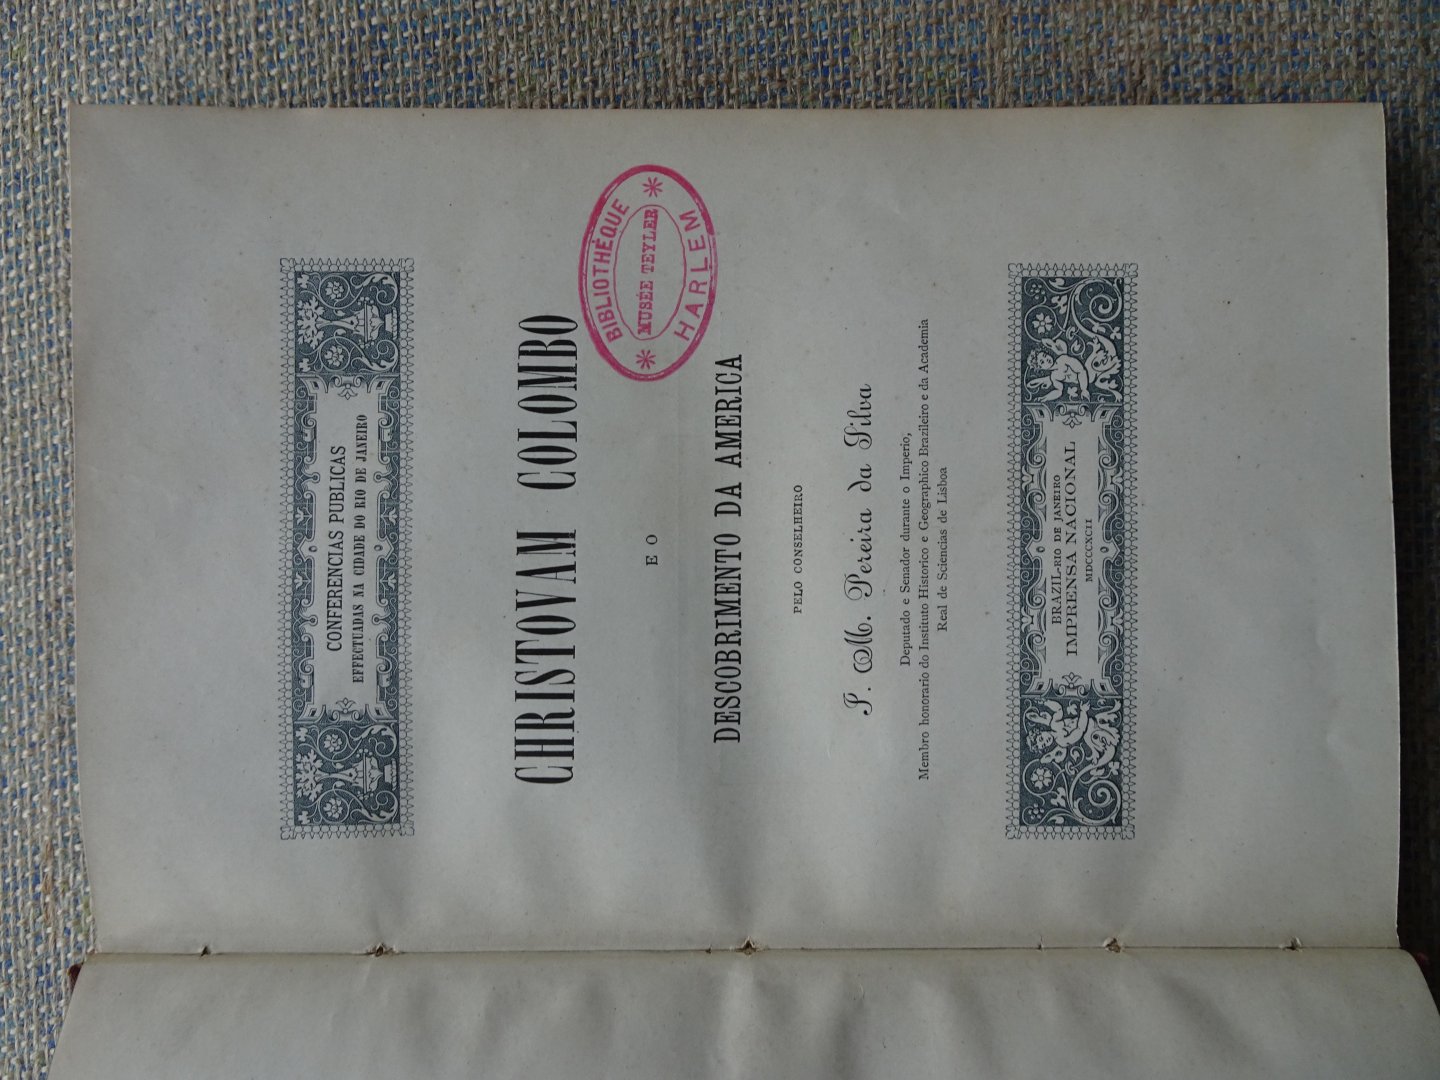 CONFERENCIAS PUBLICAS
EFFECTUADAS NA CIDADE DO RIO DE JANEIRO
CHRISTOVAM COLOMBO
E O
DESCOBRIMENTO DA AMERICA
BIBLIOTHÈQUE
MUSÉE TEYLER
HARLEM
PELO CONSELHEIRO
J. M. Pereira da Silva
Deputado e Senador durante o Imperio,
Membro honorario do Instituto Historico e Geographico Brazileiro e da Academia
Real de Sciencias de Lisboa
BRAZIL-RIO DE JANEIRO
IMPRENSA NACIONAL
MDCCCXCII